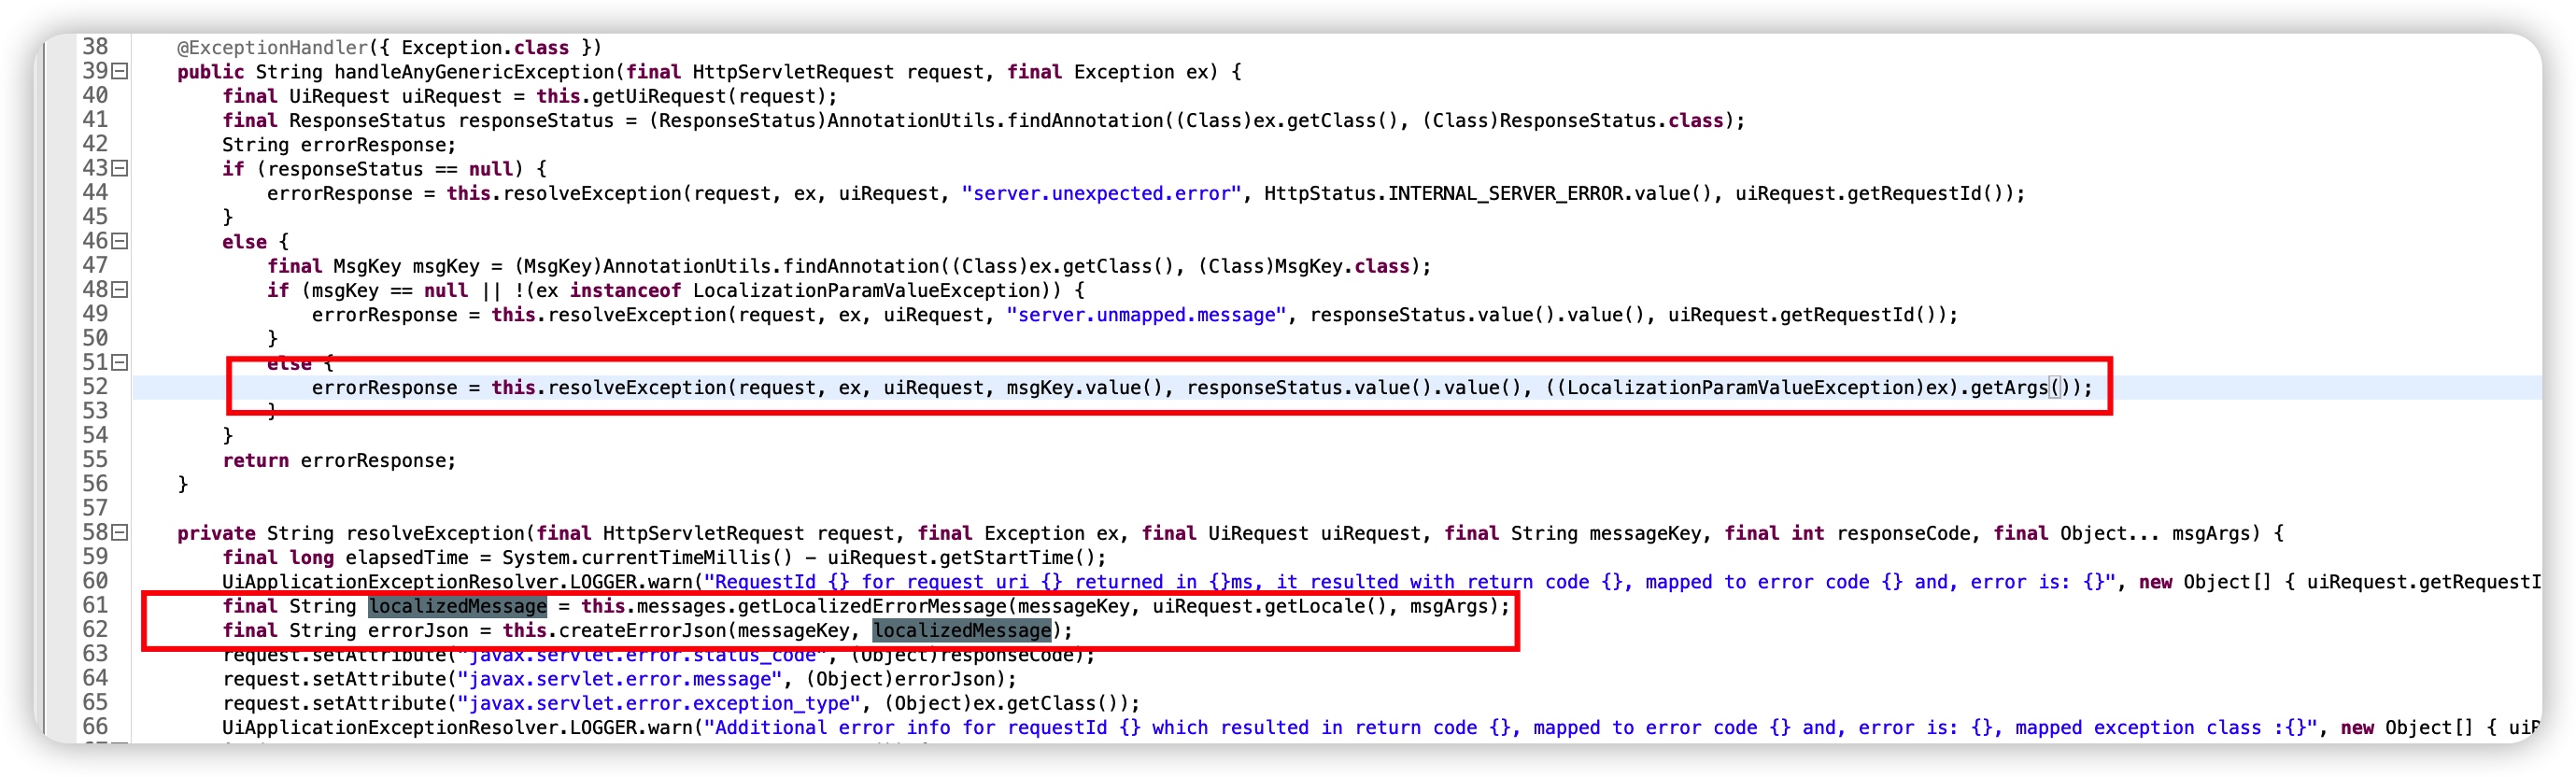 38 @ExceptionHandler({ Exception.class })
39 public String handleAnyGenericException(final HttpServletRequest request, final Exception ex) {
40 final UiRequest uiRequest = this.getUiRequest(request);
41 final ResponseStatus responseStatus = (ResponseStatus)AnnotationUtils.findAnnotation((Class)ex.getClass(), (Class)ResponseStatus.class);
42 String errorResponse;
43 if (responseStatus == null) {
44 errorResponse = this.resolveException(request, ex, uiRequest, "server.unexpected.error", HttpStatus.INTERNAL_SERVER_ERROR.value(), uiRequest.getRequestId());
45 }
46 else {
47 final MsgKey msgKey = (MsgKey)AnnotationUtils.findAnnotation((Class)ex.getClass(), (Class)MsgKey.class);
48 if (msgKey == null || !(ex instanceof LocalizationParamValueException)) {
49 errorResponse = this.resolveException(request, ex, uiRequest, "server.unmapped.message", responseStatus.value().value(), uiRequest.getRequestId());
50 }
51 else {
52 errorResponse = this.resolveException(request, ex, uiRequest, msgKey.value(), responseStatus.value().value(), ((LocalizationParamValueException)ex).getArgs());
53 }
54 }
55 return errorResponse;
56 }
57
58 private String resolveException(final HttpServletRequest request, final Exception ex, final UiRequest uiRequest, final String messageKey, final int responseCode, final Object... msgArgs) {
59 final long elapsedTime = System.currentTimeMillis() - uiRequest.getStartTime();
60 UiApplicationExceptionResolver.LOGGER.warn("RequestId {} for request uri {} returned in {}ms, it resulted with return code {}, mapped to error code {} and, error is: {}", new Object[] { uiRequest.getRequestI
61 final String localizedMessage = this.messages.getLocalizedErrorMessage(messageKey, uiRequest.getLocale(), msgArgs);
62 final String errorJson = this.createErrorJson(messageKey, localizedMessage);
63 request.setAttribute("javax.servlet.error.status_code", (Object)responseCode);
64 request.setAttribute("javax.servlet.error.message", (Object)errorJson);
65 request.setAttribute("javax.servlet.error.exception_type", (Object)ex.getClass());
66 UiApplicationExceptionResolver.LOGGER.warn("Additional error info for requestId {} which resulted in return code {}, mapped to error code {} and, error is: {}, mapped exception class :{}", new Object[] { uiR